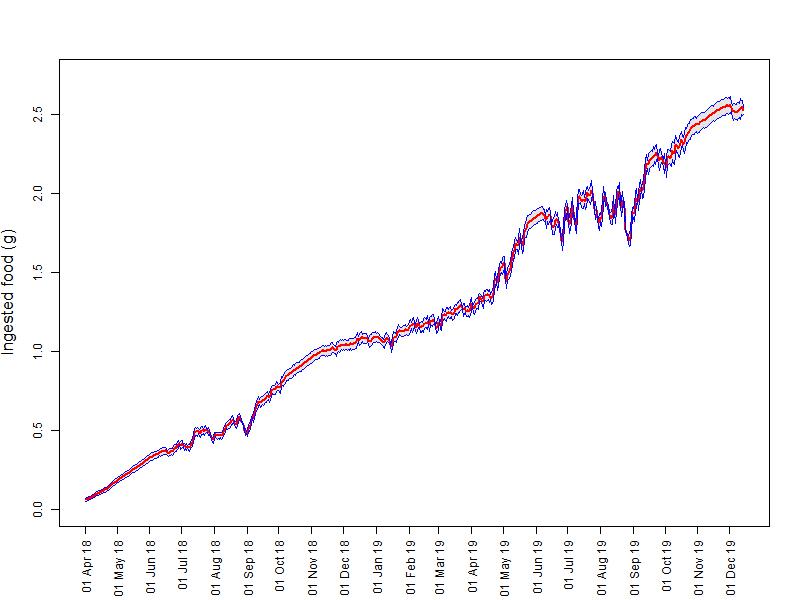 Ingested food (g)
2.5
2.0
1.5
1.0
0.5
0.0
01 Apr 18
01 May 18
01 Jun 18
01 Jul 18
01 Aug 18
01 Sep 18
01 Oct 18
01 Nov 18
01 Dec 18
01 Jan 19
01 Feb 19
01 Mar 19
01 Apr 19
01 May 19
01 Jun 19
01 Jul 19
01 Aug 19
01 Sep 19
01 Oct 19
01 Nov 19
01 Dec 19